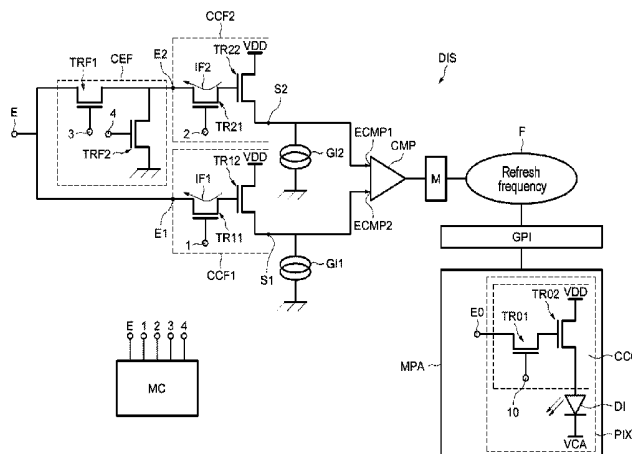 CCF2
TR22
VDD
DIS
CEF
E2
IF2
TRF1
S2
E
3
4
2
TR21
ECMP1
CMP
F
TRF2
GI2
TR12
VDD
M
Refresh frequency
IF1
ECMP2
E1
TR11
S1
GPI
1
CCF1
GI1
TR02
VDD
E0
TR01
E 1 2 3 4
MPA
CC0
MC
10
DI
VCA
PIX